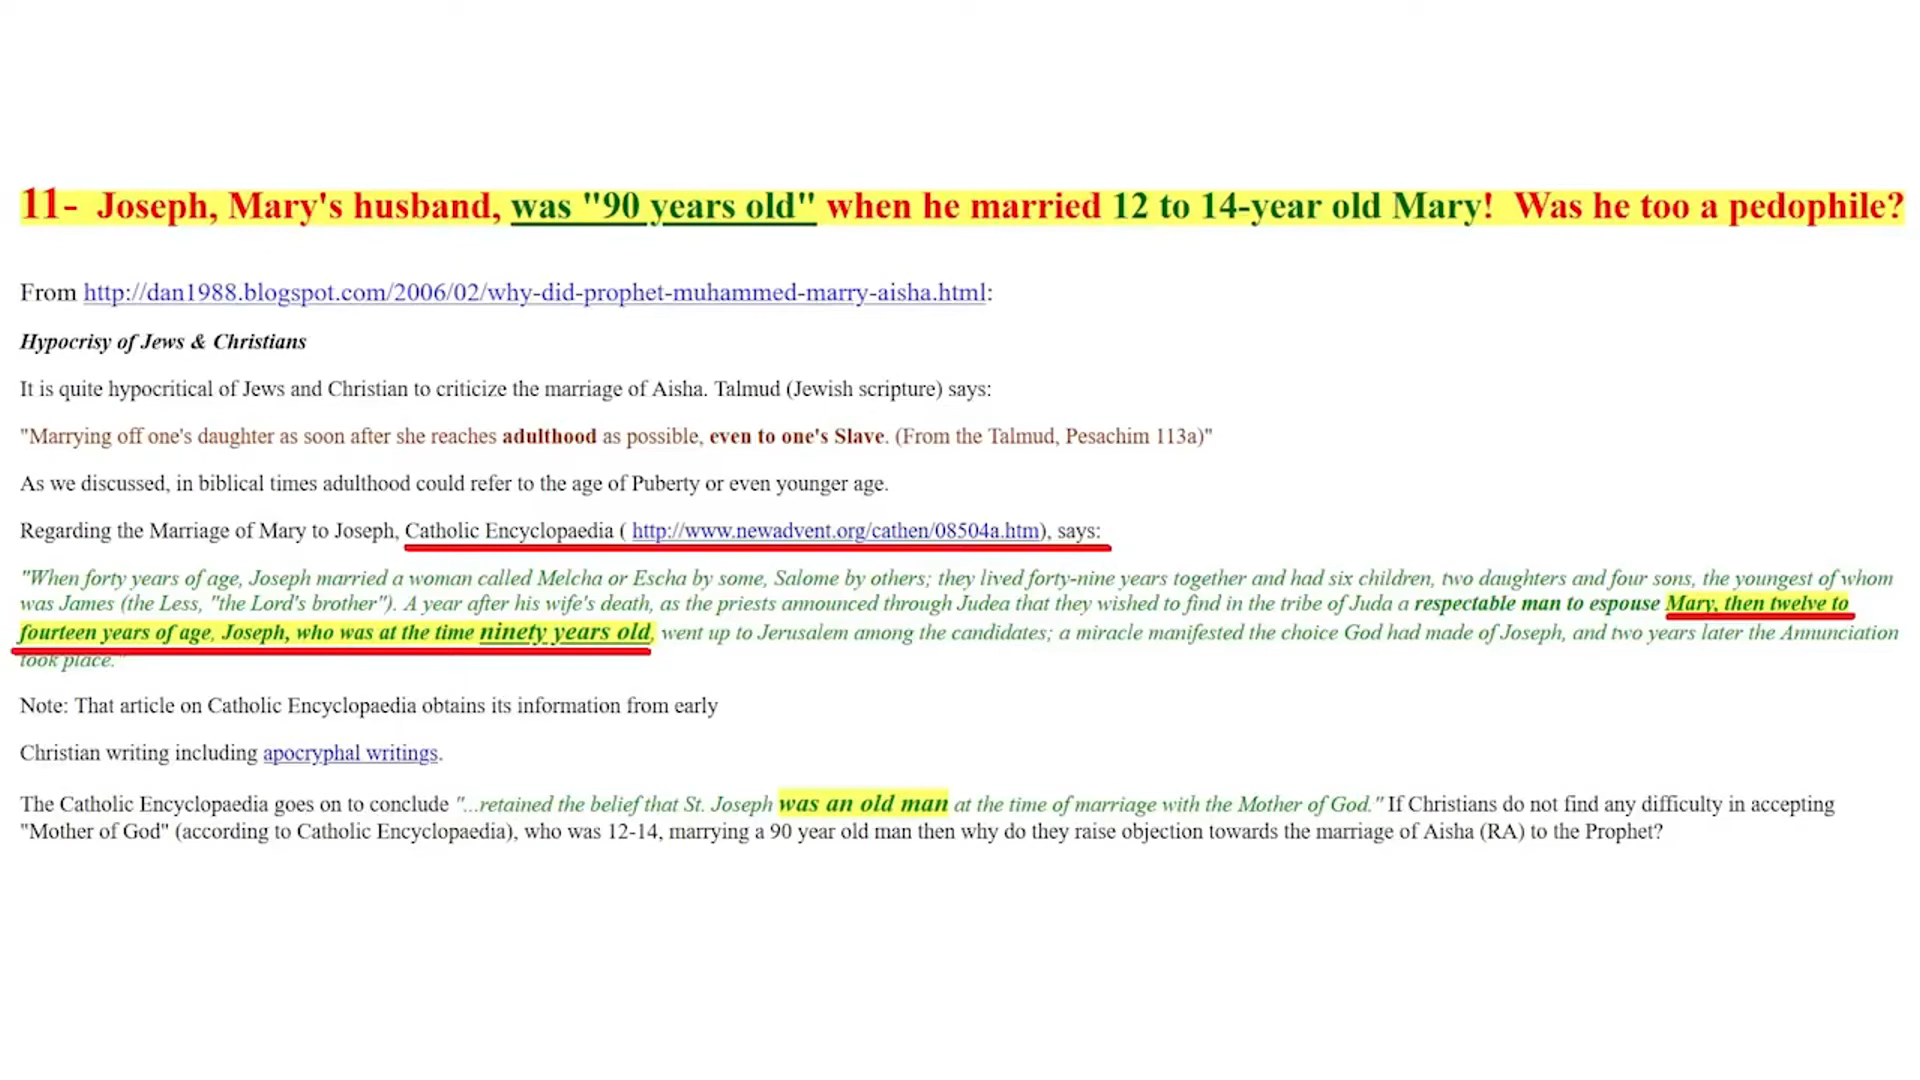 11-  Joseph, Mary's husband, was "90 years old" when he married 12 to 14-year old Mary!  Was he too a pedophile?
From http://dan1988.blogspot.com/2006/02/why-did-prophet-muhammed-marry-aisha.html:
Hypocrisy of Jews & Christians
It is quite hypocritical of Jews and Christian to criticize the marriage of Aisha. Talmud (Jewish scripture) says:
"Marrying off one's daughter as soon after she reaches adulthood as possible, even to one's Slave. (From the Talmud, Pesachim 113a)"
As we discussed, in biblical times adulthood could refer to the age of Puberty or even younger age.
Regarding the Marriage of Mary to Joseph, Catholic Encyclopaedia ( http://www.newadvent.org/cathen/08504a.htm), says:
"When forty years of age, Joseph married a woman called Melcha or Escha by some, Salome by others; they lived forty-nine years together and had six children, two daughters and four sons, the youngest of whom
was James (the Less, "the Lord's brother"). A year after his wife's death, as the priests announced through Judea that they wished to find in the tribe of Juda a respectable man to espouse Mary, then twelve to
fourteen years of age, Joseph, who was at the time ninety years old, went up to Jerusalem among the candidates; a miracle manifested the choice God had made of Joseph, and two years later the Annunciation
took place."
Note: That article on Catholic Encyclopaedia obtains its information from early
Christian writing including apocryphal writings.
The Catholic Encyclopaedia goes on to conclude "...retained the belief that St. Joseph was an old man at the time of marriage with the Mother of God." If Christians do not find any difficulty in accepting
"Mother of God" (according to Catholic Encyclopaedia), who was 12-14, marrying a 90 year old man then why do they raise objection towards the marriage of Aisha (RA) to the Prophet?